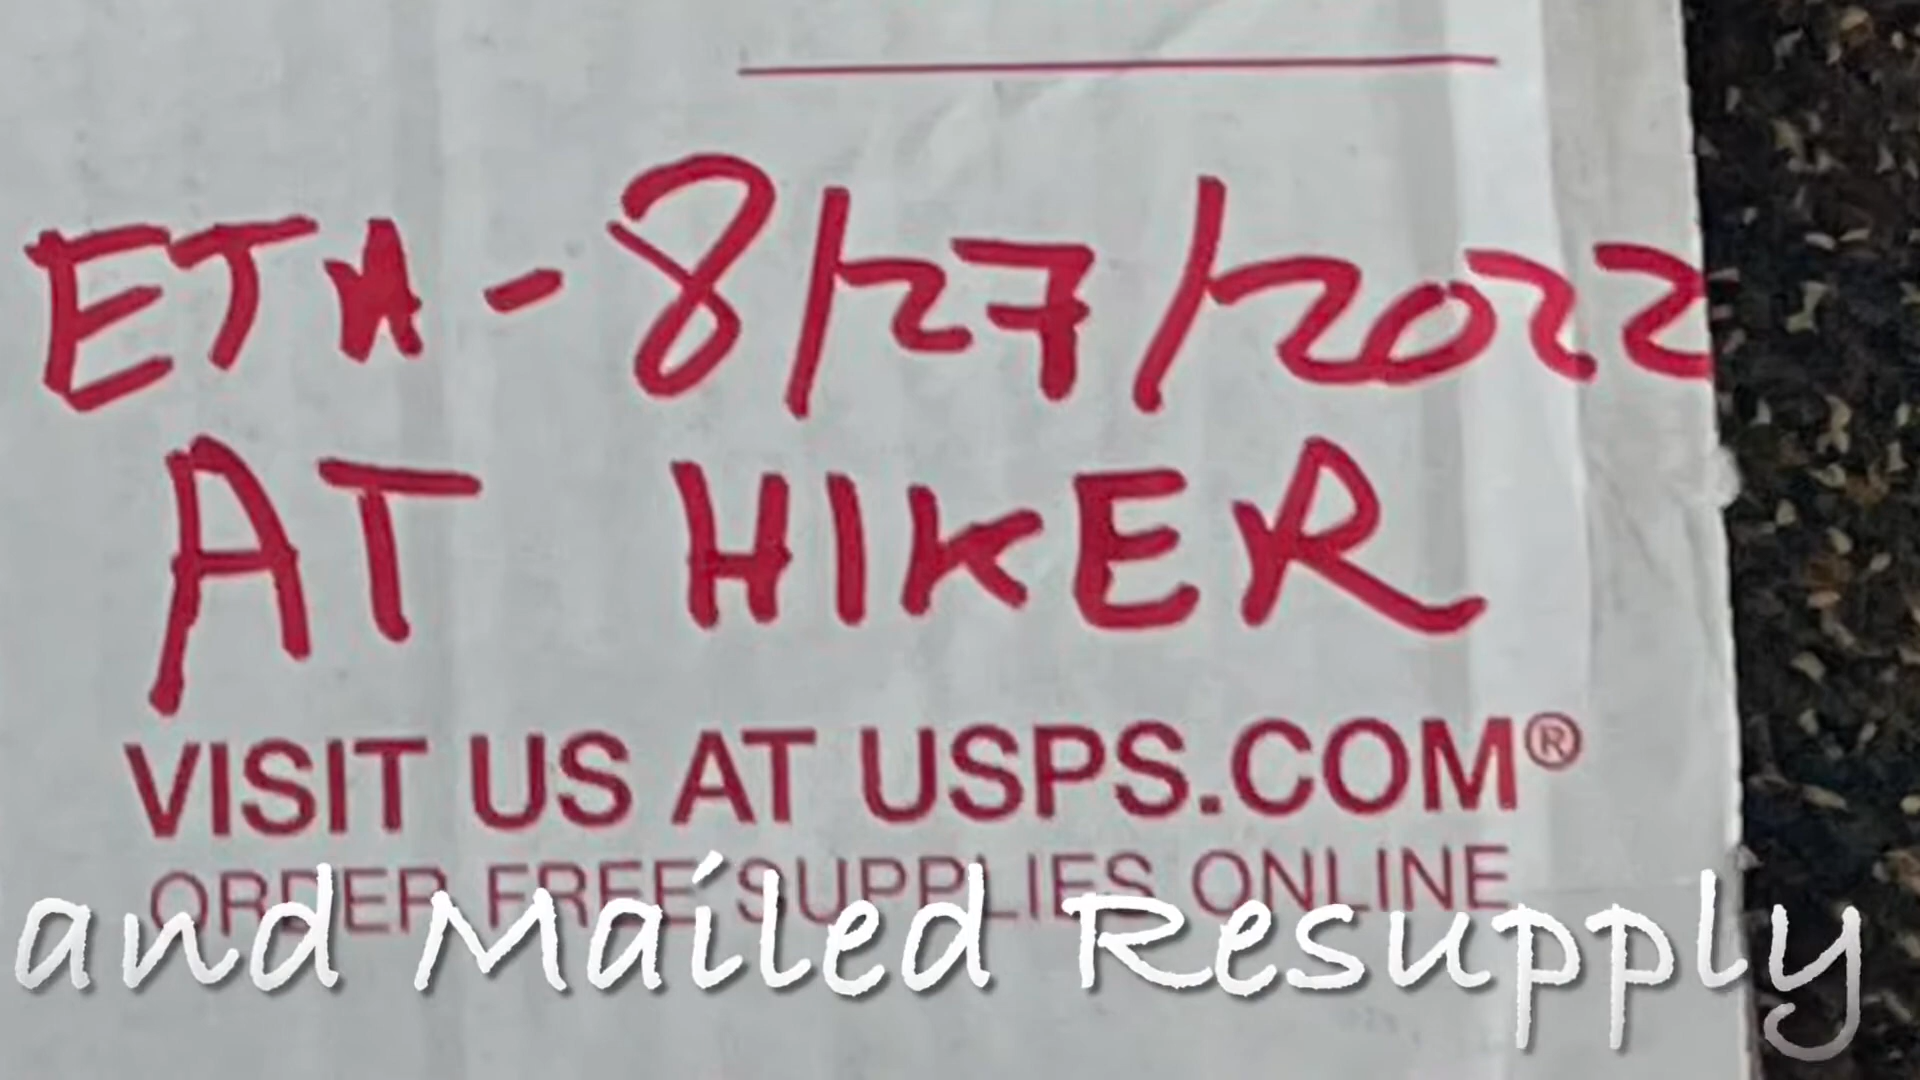 ETA - 8/27/2022
AT HIKER
VISIT US AT USPS.COM®
ORDER FREE SUPPLIES ONLINE
and Mailed Resupply